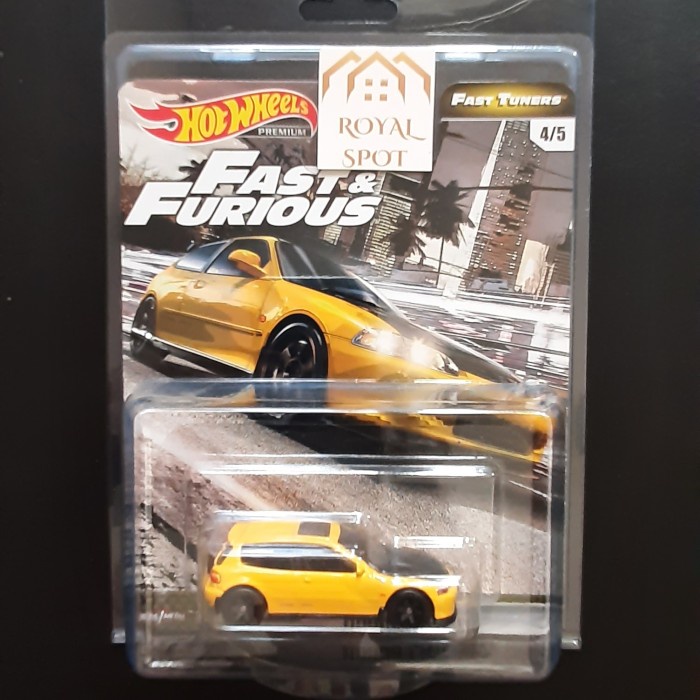 HOT WHEELS
PREMIUM
ROYAL
SPOT
FAST TUNERS
4/5
FAST &
FURIOUS